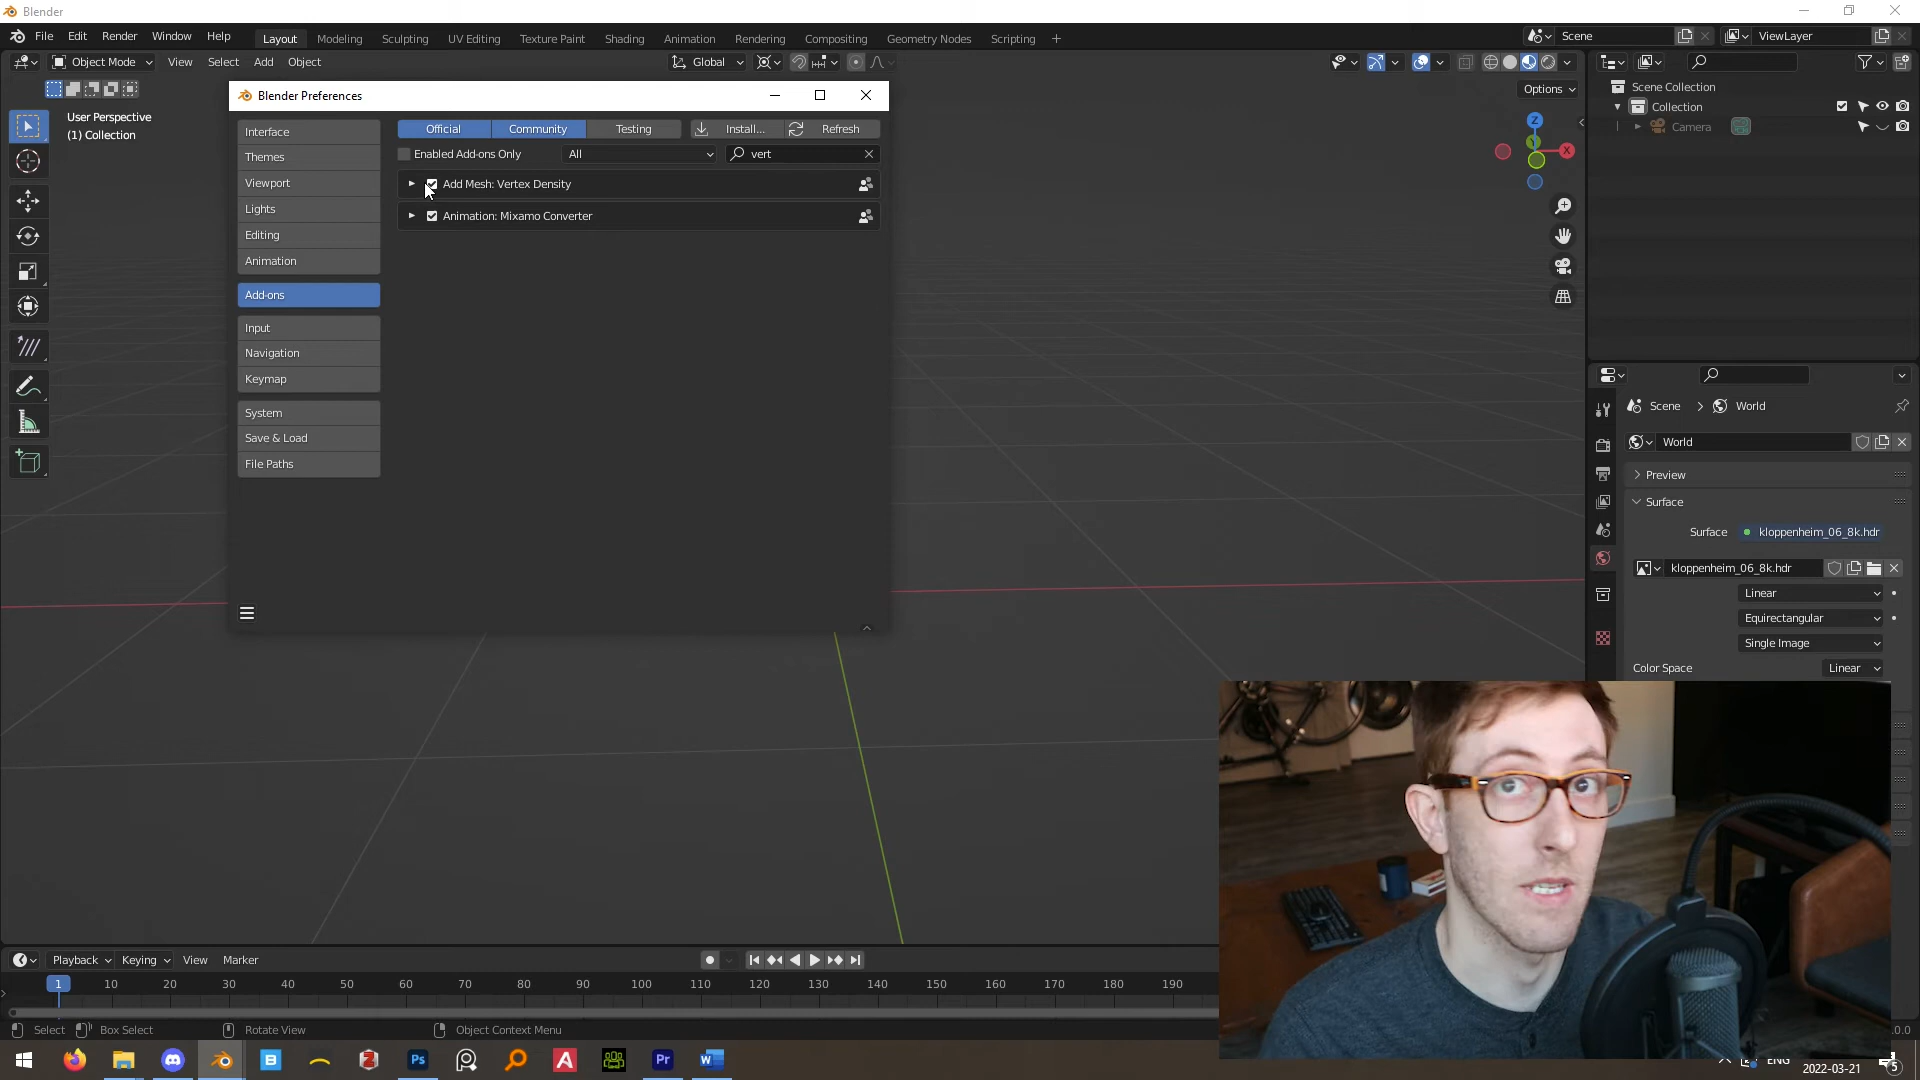 Blender
File Edit Render Window Help
Layout Modeling Sculpting UV Editing Texture Paint Shading Animation Rendering Compositing Geometry Nodes Scripting +
Scene
ViewLayer
Object Mode View Select Add Object
Global
Options
User Perspective
(1) Collection
Z
X
Scene Collection
Collection
Camera
Blender Preferences
Interface
Themes
Viewport
Lights
Editing
Animation
Add-ons
Input
Navigation
Keymap
System
Save & Load
File Paths
Official Community Testing Install... Refresh
Enabled Add-ons Only All vert
Add Mesh: Vertex Density
Animation: Mixamo Converter
Scene > World
World
Preview
Surface
Surface kloppenheim_06_8k.hdr
kloppenheim_06_8k.hdr
Linear
Equirectangular
Single Image
Color Space Linear
Playback Keying View Marker
1 10 20 30 40 50 60 70 80 90 100 110 120 130 140 150 160 170 180 190
Select Box Select Rotate View Object Context Menu
.0.0
Ps
Pr
ENG
2022-03-21
5